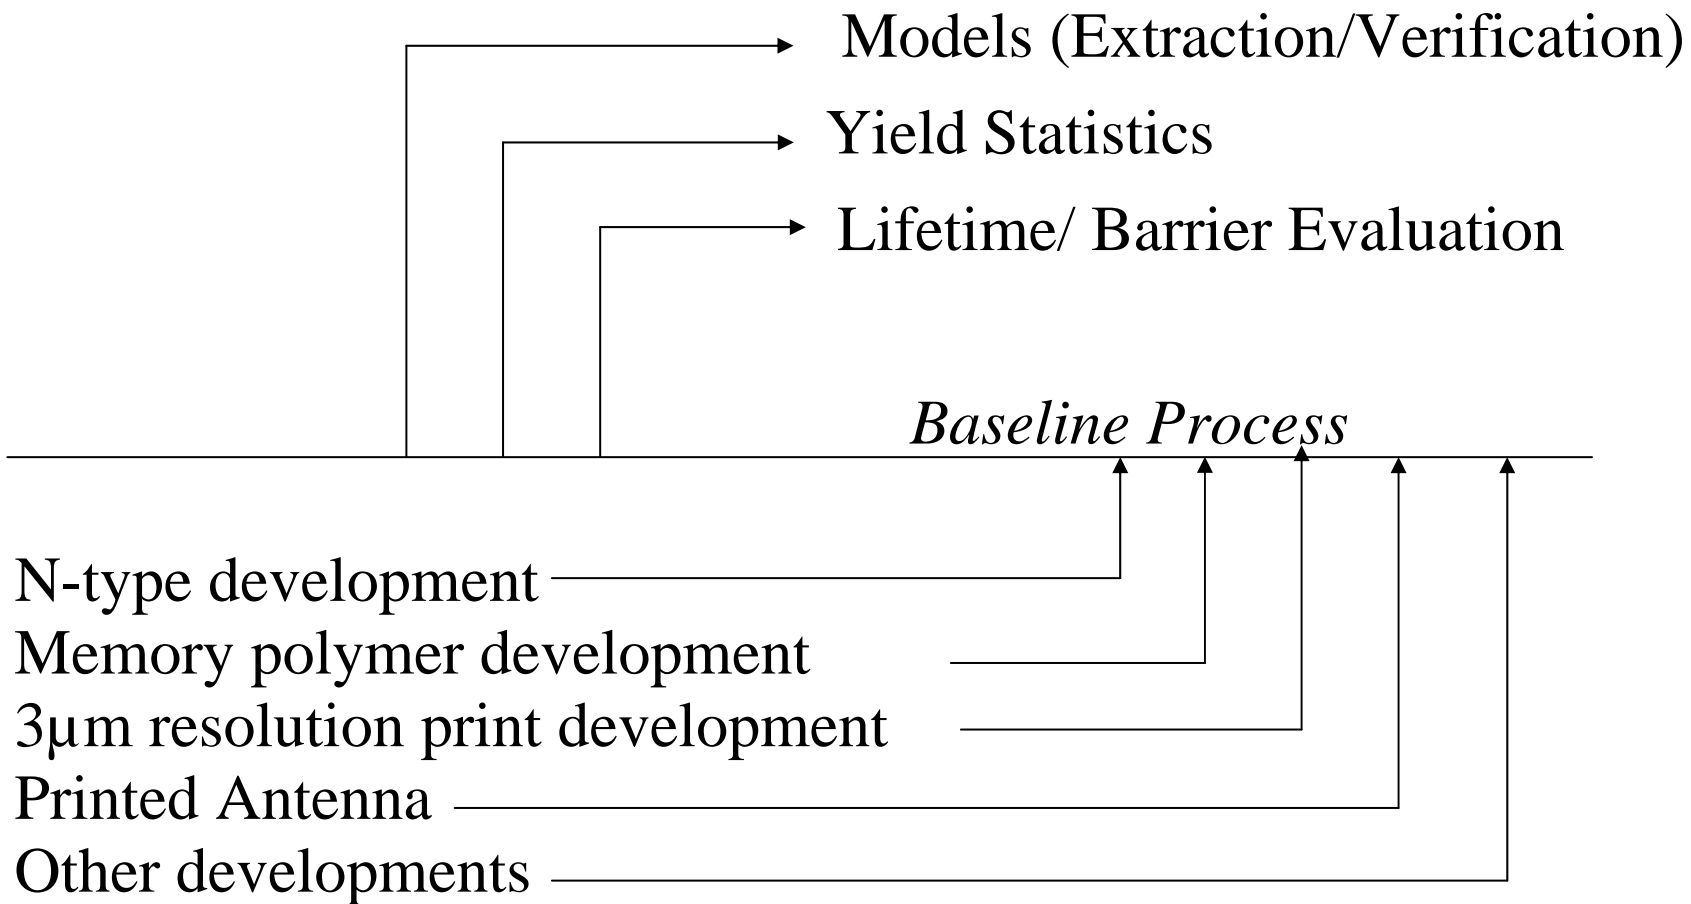 Models (Extraction/Verification)
Yield Statistics
Lifetime/ Barrier Evaluation
Baseline Process
N-type development
Memory polymer development
3µm resolution print development
Printed Antenna
Other developments